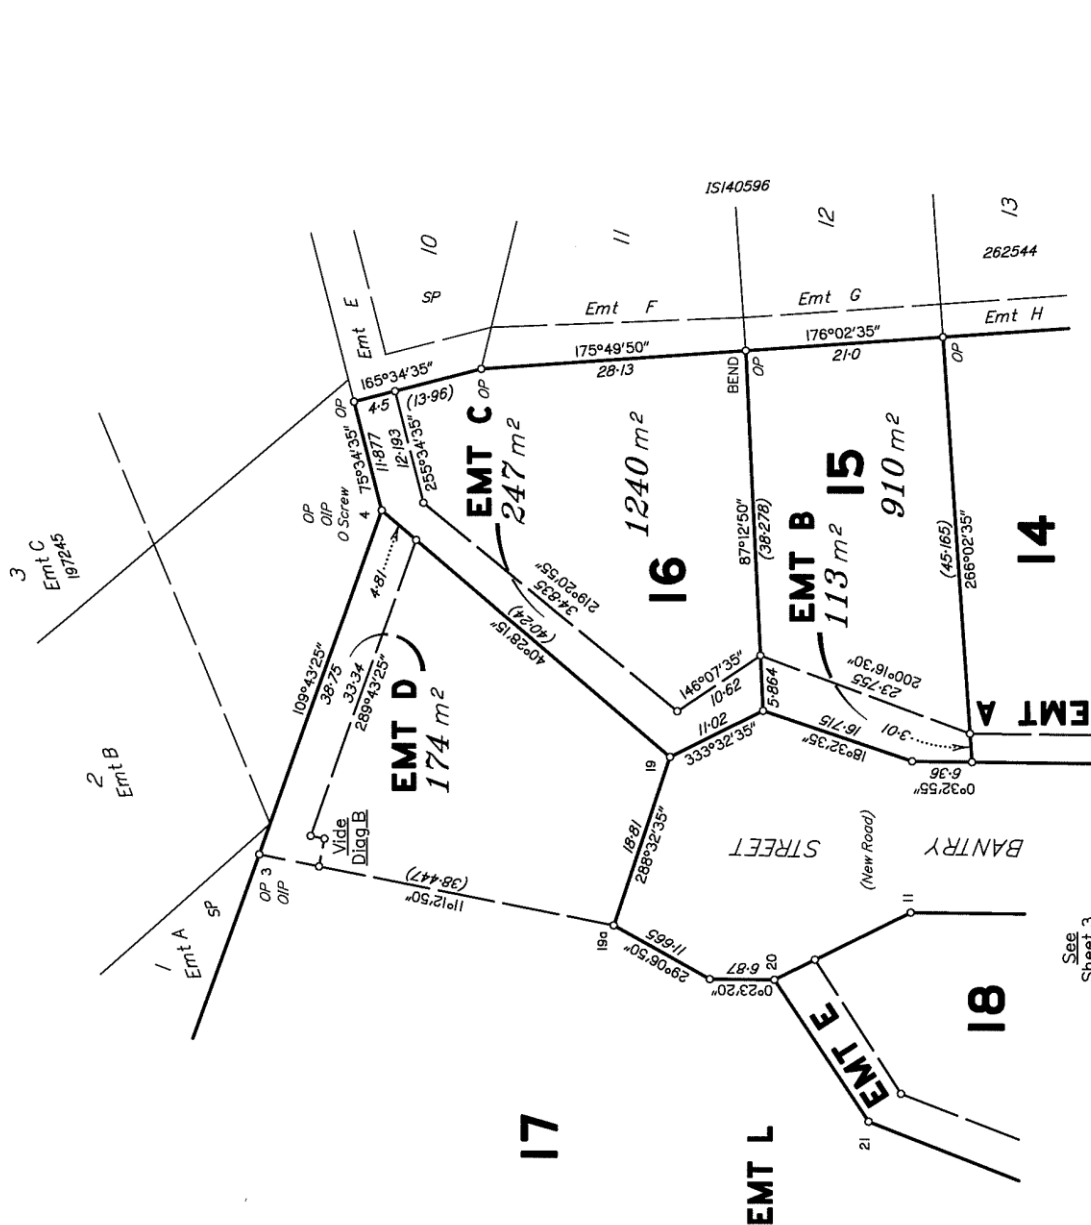 3
Emt C
197245
2
Emt B
1
Emt A
SP
IS140596
10
SP
11
12
13
262544
Emt E
Emt F
Emt G
Emt H
165°34'35"
4·5
(13·96)
OP
OP
75°34'35"
11·877
12·193
255°34'35"
175°49'50"
28·13
BEND
OP
176°02'35"
21·0
OP
OP
OIP
O Screw
4
4·81
109°43'25"
38·75
33·34
289°43'25"
EMT D
174 m²
EMT C
247 m²
1240 m²
16
40°28'15"
(40·24)
34·835
219°20'55"
87°12'50"
(38·278)
15
910 m²
EMT B
113 m²
(45·165)
266°02'35"
14
146°07'35"
10·62
11·02
333°32'35"
5·864
23·755
200°16'30"
16·715
18°32'35"
3·01
6·36
0°32'55"
EMT A
OP 3
OIP
Vide
Diag B
11°12'50"
(38·447)
19
18·81
288°32'35"
19a
29°06'50"
11·665
6·87
0°23'20"
20
BANTRY
STREET
(New Road)
11
See
Sheet 3
18
EMT E
21
17
EMT L